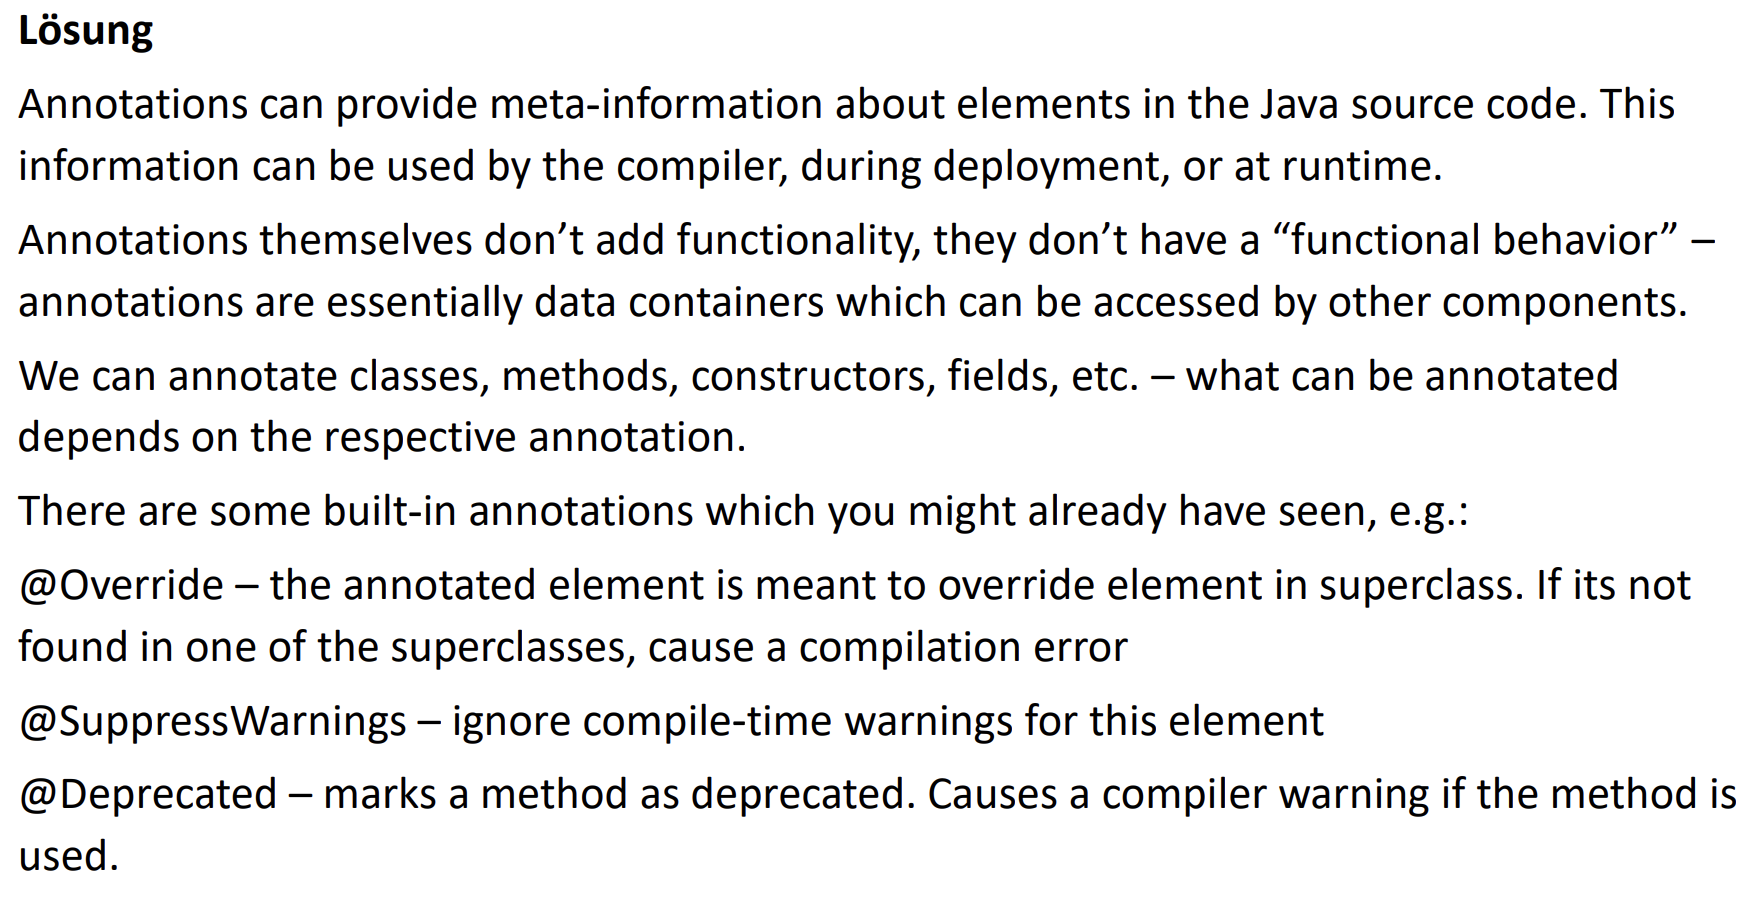 Lösung
Annotations can provide meta-information about elements in the Java source code. This
information can be used by the compiler, during deployment, or at runtime.
Annotations themselves don’t add functionality, they don’t have a “functional behavior” –
annotations are essentially data containers which can be accessed by other components.
We can annotate classes, methods, constructors, fields, etc. – what can be annotated
depends on the respective annotation.
There are some built-in annotations which you might already have seen, e.g.:
@Override – the annotated element is meant to override element in superclass. If its not
found in one of the superclasses, cause a compilation error
@SuppressWarnings – ignore compile-time warnings for this element
@Deprecated – marks a method as deprecated. Causes a compiler warning if the method is
used.